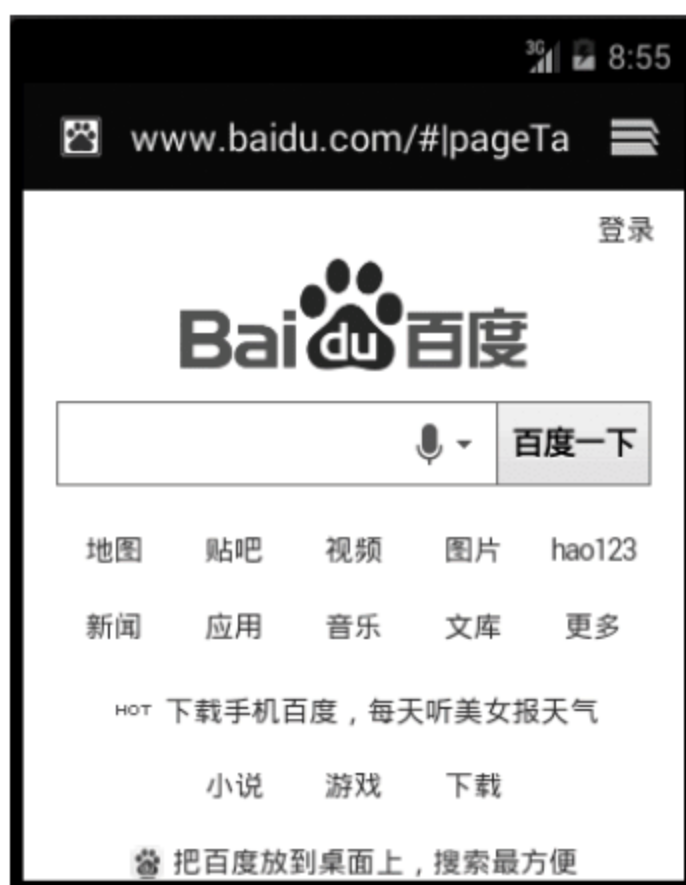 3G 8:55
www.baidu.com/#|pageTa
登录
Bai du 百度
百度一下
地图 贴吧 视频 图片 hao123
新闻 应用 音乐 文库 更多
HOT 下载手机百度，每天听美女报天气
小说 游戏 下载
把百度放到桌面上，搜索最方便